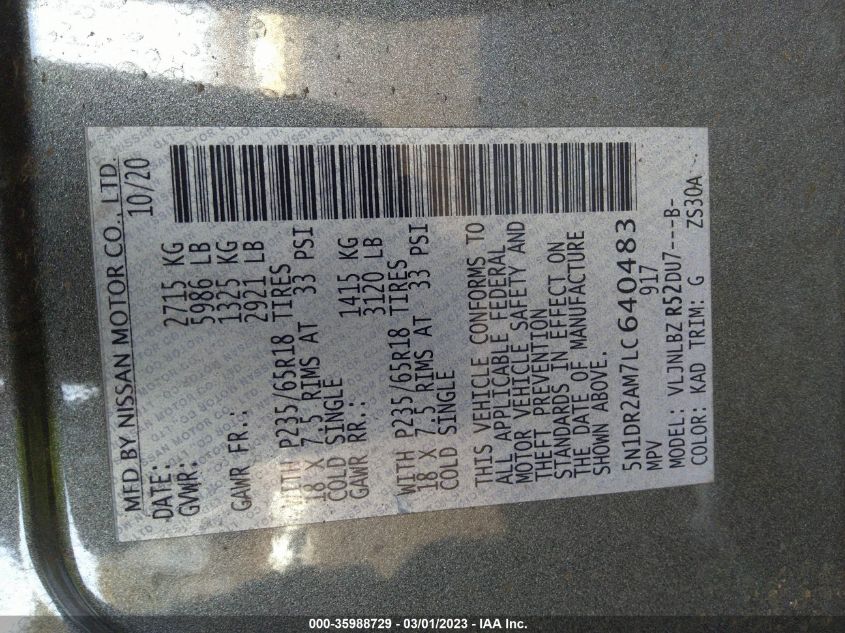 MFD BY NISSAN MOTOR CO., LTD.
DATE: 10/20
GVWR: 2715 KG
5986 LB
GAWR FR.: 1325 KG
2921 LB
WITH P235/65R18 TIRES
18 X 7.5 RIMS AT 33 PSI
COLD SINGLE
GAWR RR.: 1415 KG
3120 LB
WITH P235/65R18 TIRES
18 X 7.5 RIMS AT 33 PSI
COLD SINGLE
THIS VEHICLE CONFORMS TO
ALL APPLICABLE FEDERAL
MOTOR VEHICLE SAFETY AND
THEFT PREVENTION
STANDARDS IN EFFECT ON
THE DATE OF MANUFACTURE
SHOWN ABOVE.
5N1DR2AM7LC640483
MPV 917
MODEL: VLJNLBZ R52DU7---B-
COLOR: KAD TRIM: G ZS30A
000-35988729 - 03/01/2023 - IAA Inc.